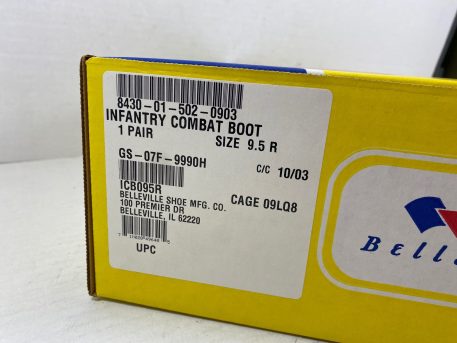 8430-01-502-0903
INFANTRY COMBAT BOOT
1 PAIR SIZE 9.5 R
GS-07F-9990H
C/C 10/03
ICB095R
CAGE 09LQ8
BELLEVILLE SHOE MFG. CO.
100 PREMIER DR
BELLEVILLE, IL 62220
UPC
Belle